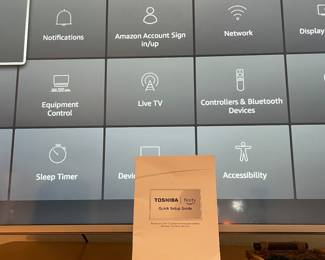 Notifications
Amazon Account Sign
in/up
Network
Display
Equipment
Control
Live TV
Controllers & Bluetooth
Devices
Sleep Timer
Devic
Accessibility
TOSHIBA
Quick Setup Guide